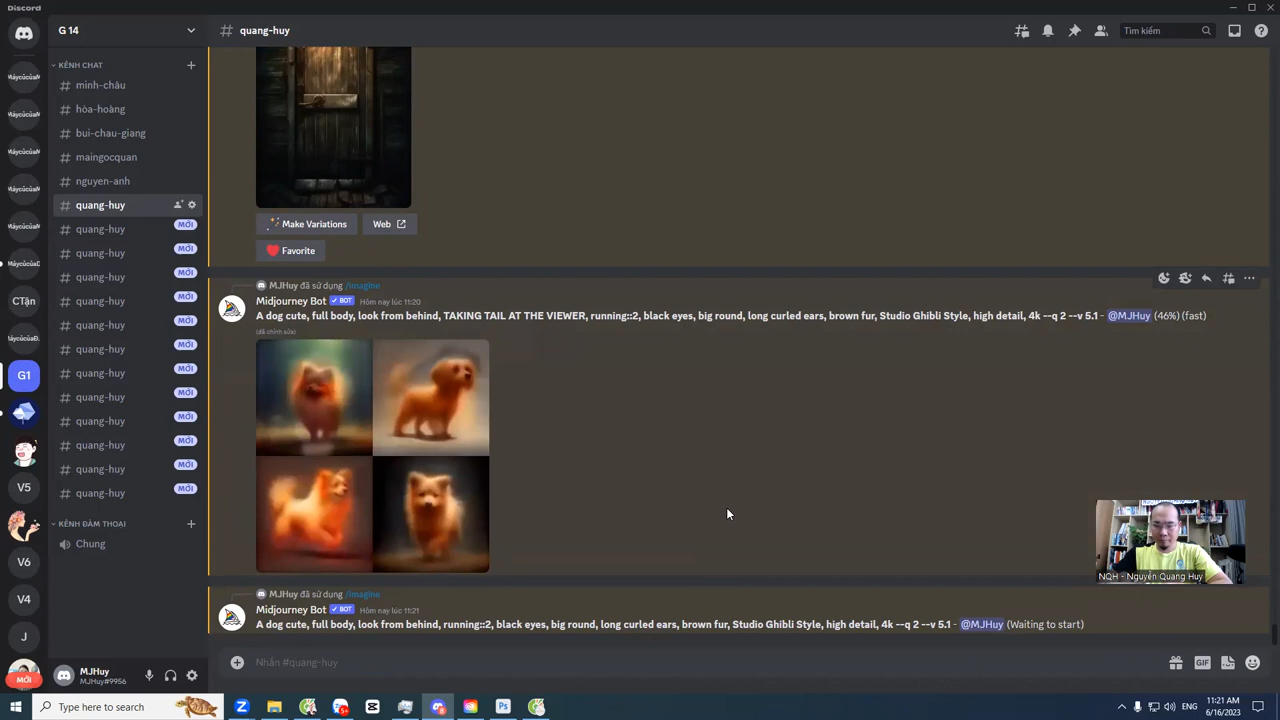 Discord
G 14
quang-huy
Tìm kiếm
KÊNH CHAT
minh-châu
hòa-hoàng
bui-chau-giang
maingocquan
nguyen-anh
quang-huy
quang-huy MỚI
quang-huy MỚI
quang-huy MỚI
quang-huy MỚI
quang-huy MỚI
quang-huy MỚI
quang-huy MỚI
quang-huy MỚI
quang-huy MỚI
quang-huy MỚI
quang-huy MỚI
quang-huy MỚI
KÊNH ĐÀM THOẠI
Chung
CTận
G1
V5
V6
V4
J
MỚI
MJHuy
MJHuy#9956
Make Variations
Web
Favorite
MJHuy đã sử dụng /imagine
Midjourney Bot BOT Hôm nay lúc 11:20
A dog cute, full body, look from behind, TAKING TAIL AT THE VIEWER, running::2, black eyes, big round, long curled ears, brown fur, Studio Ghibli Style, high detail, 4k --q 2 --v 5.1 - @MJHuy (46%) (fast)
(đã chỉnh sửa)
NQH - Nguyễn Quang Huy
MJHuy đã sử dụng /imagine
Midjourney Bot BOT Hôm nay lúc 11:21
A dog cute, full body, look from behind, running::2, black eyes, big round, long curled ears, brown fur, Studio Ghibli Style, high detail, 4k --q 2 --v 5.1 - @MJHuy (Waiting to start)
Nhắn #quang-huy
GIF
Type here to search
5+
ENG
11:21 AM
6/16/2023